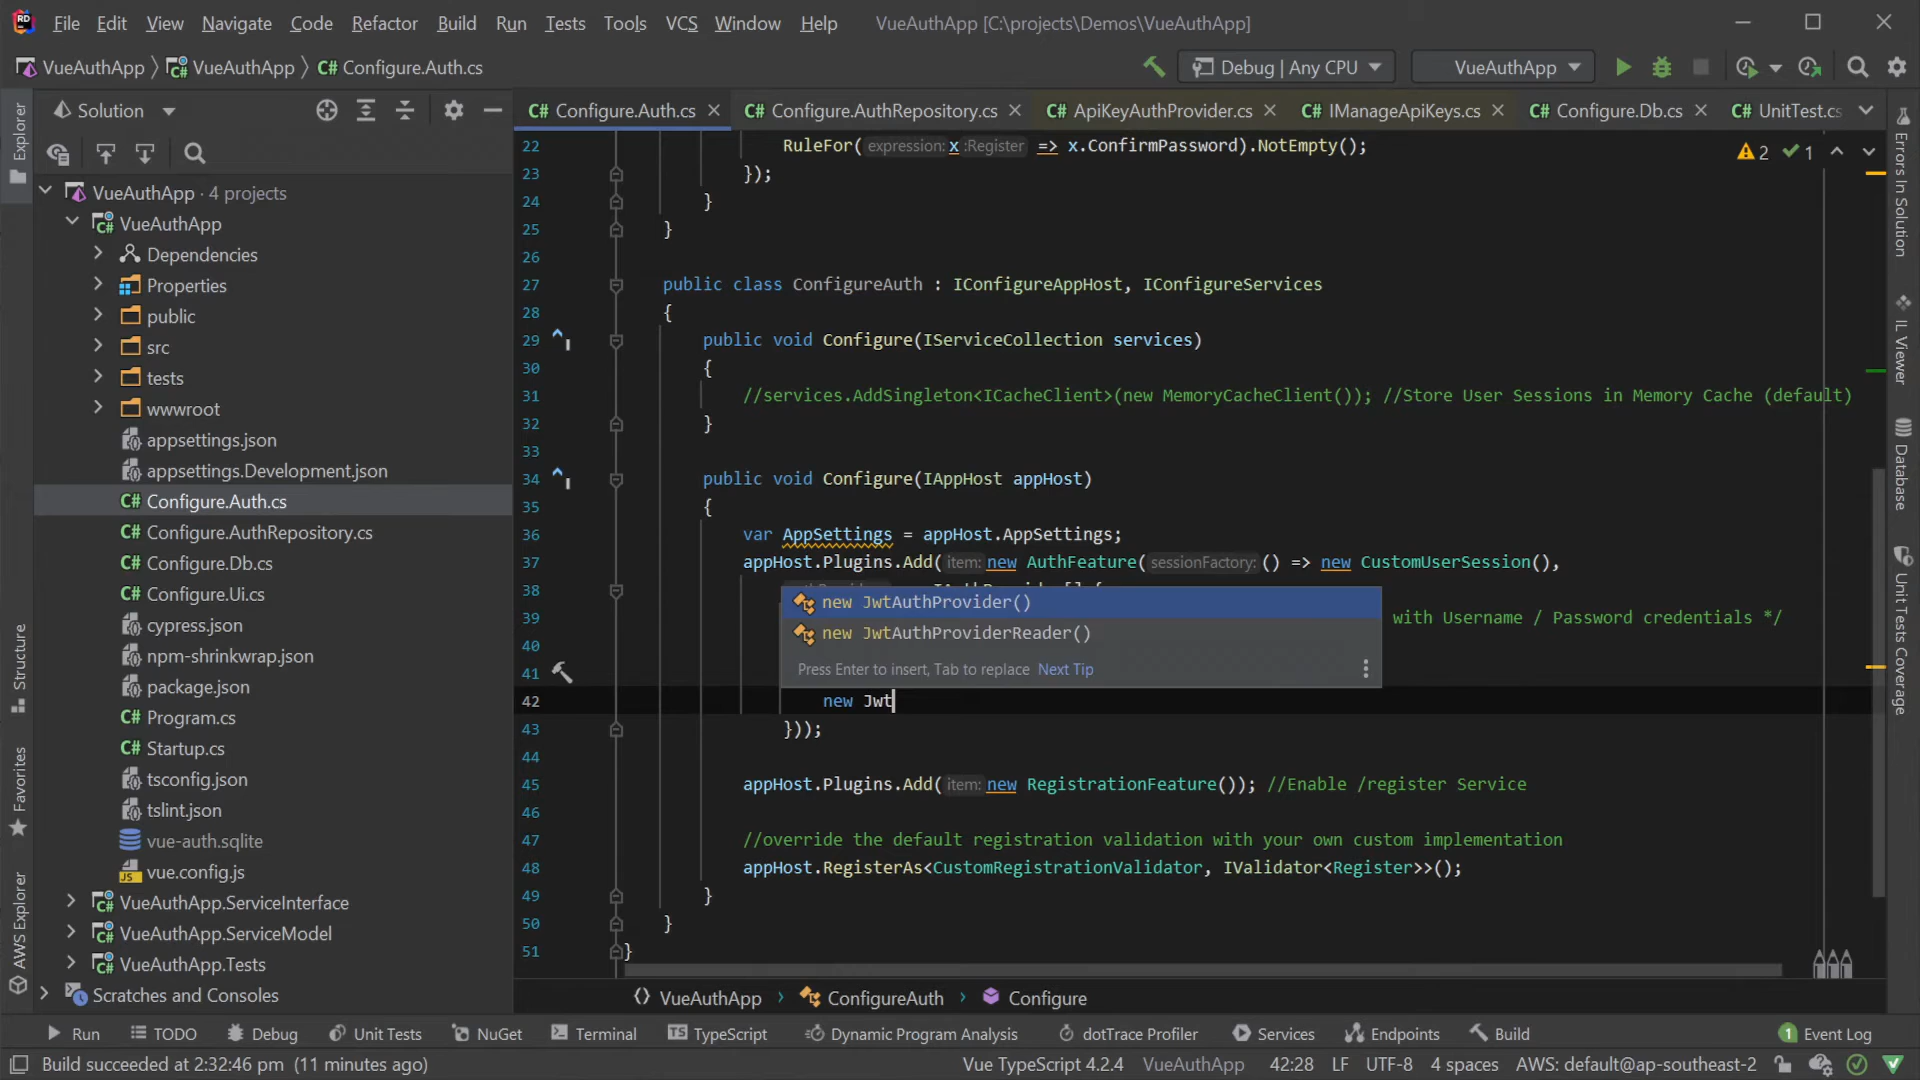 File Edit View Navigate Code Refactor Build Run Tests Tools VCS Window Help VueAuthApp [C:\projects\Demos\VueAuthApp]
VueAuthApp VueAuthApp C# Configure.Auth.cs Debug | Any CPU VueAuthApp
Explorer
Solution
C# Configure.Auth.cs C# Configure.AuthRepository.cs C# ApiKeyAuthProvider.cs C# IManageApiKeys.cs C# Configure.Db.cs C# UnitTest.cs
VueAuthApp · 4 projects
VueAuthApp
Dependencies
Properties
public
src
tests
wwwroot
appsettings.json
appsettings.Development.json
C# Configure.Auth.cs
C# Configure.AuthRepository.cs
C# Configure.Db.cs
C# Configure.Ui.cs
cypress.json
npm-shrinkwrap.json
package.json
C# Program.cs
C# Startup.cs
tsconfig.json
tslint.json
vue-auth.sqlite
vue.config.js
VueAuthApp.ServiceInterface
VueAuthApp.ServiceModel
VueAuthApp.Tests
Scratches and Consoles
Structure
Favorites
AWS Explorer
2 1
22 RuleFor( expression: x :Register => x.ConfirmPassword).NotEmpty();
23 });
24 }
25 }
26
27 public class ConfigureAuth : IConfigureAppHost, IConfigureServices
28 {
29 public void Configure(IServiceCollection services)
30 {
31 //services.AddSingleton<ICacheClient>(new MemoryCacheClient()); //Store User Sessions in Memory Cache (default)
32 }
33
34 public void Configure(IAppHost appHost)
35 {
36 var AppSettings = appHost.AppSettings;
37 appHost.Plugins.Add( item: new AuthFeature( sessionFactory: () => new CustomUserSession(),
38
39 with Username / Password credentials */
40
41
new JwtAuthProvider()
new JwtAuthProviderReader()
Press Enter to insert, Tab to replace Next Tip
42 new Jwt
43 }));
44
45 appHost.Plugins.Add( item: new RegistrationFeature()); //Enable /register Service
46
47 //override the default registration validation with your own custom implementation
48 appHost.RegisterAs<CustomRegistrationValidator, IValidator<Register>>();
49 }
50 }
51 }
VueAuthApp ConfigureAuth Configure
Errors In Solution
IL Viewer
Database
Unit Tests Coverage
Run TODO Debug Unit Tests NuGet Terminal TypeScript Dynamic Program Analysis dotTrace Profiler Services Endpoints Build 1 Event Log
Build succeeded at 2:32:46 pm (11 minutes ago) Vue TypeScript 4.2.4 VueAuthApp 42:28 LF UTF-8 4 spaces AWS: default@ap-southeast-2